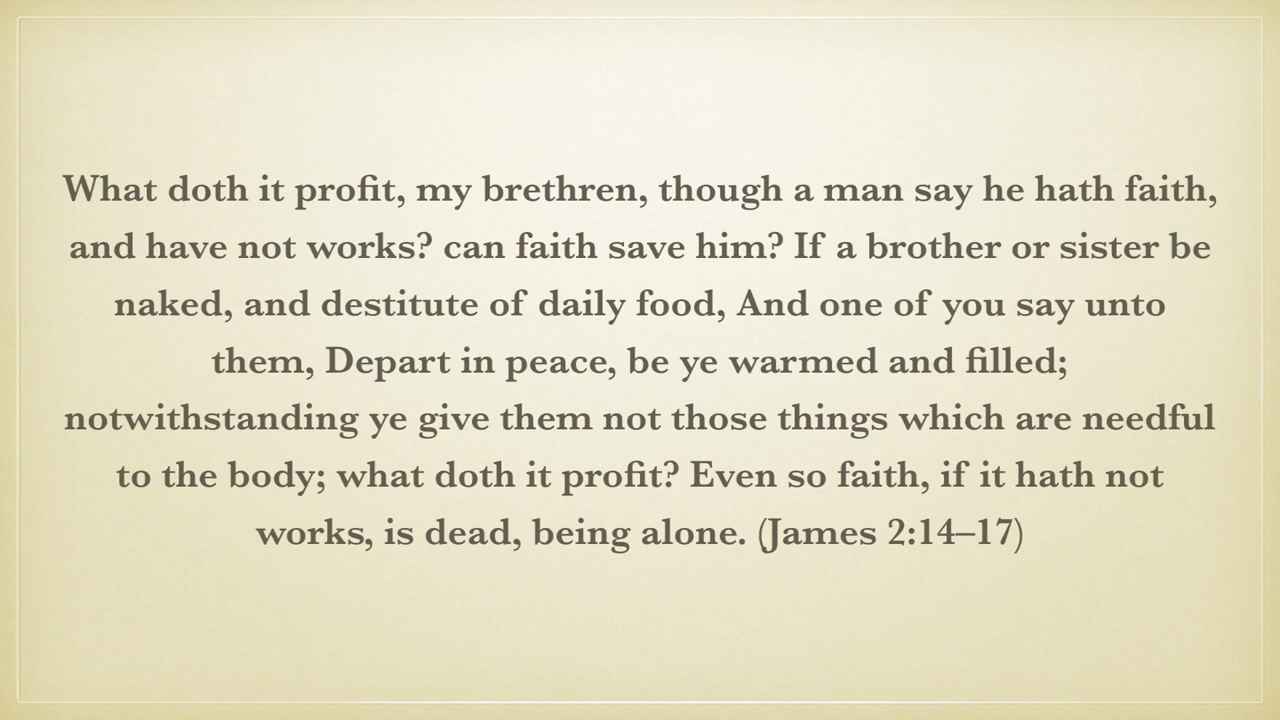 What doth it profit, my brethren, though a man say he hath faith,
and have not works? can faith save him? If a brother or sister be
naked, and destitute of daily food, And one of you say unto
them, Depart in peace, be ye warmed and filled;
notwithstanding ye give them not those things which are needful
to the body; what doth it profit? Even so faith, if it hath not
works, is dead, being alone. (James 2:14–17)